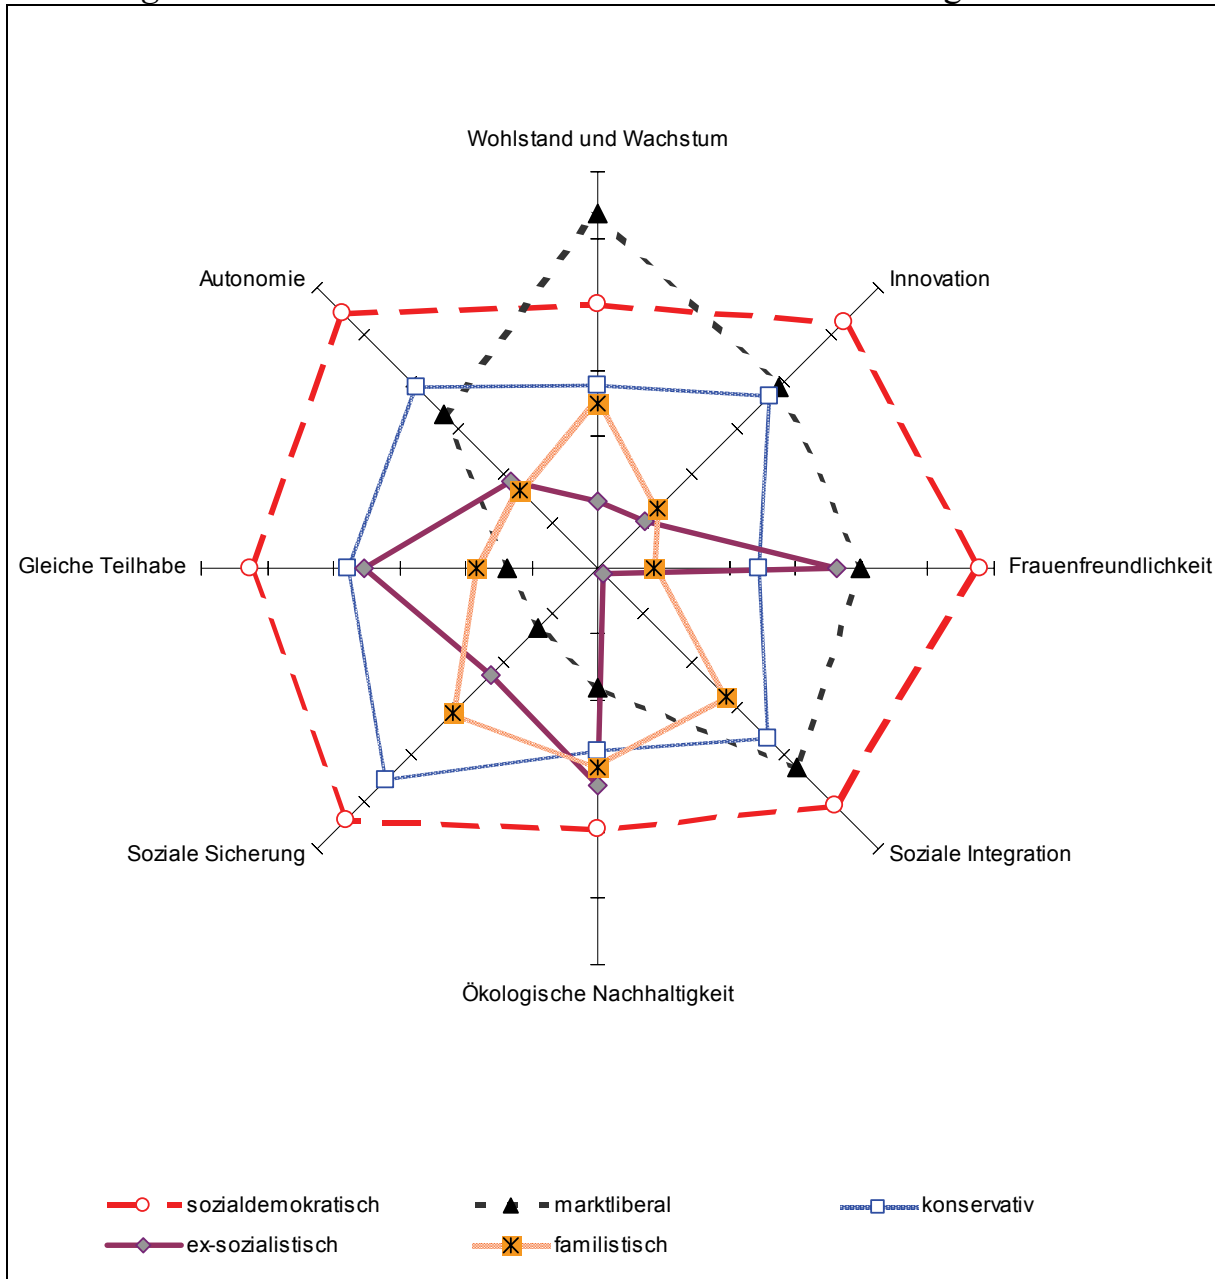 Wohlstand und Wachstum
Autonomie
Innovation
Gleiche Teilhabe
Frauenfreundlichkeit
Soziale Sicherung
Soziale Integration
Ökologische Nachhaltigkeit
sozialdemokratisch
marktliberal
konservativ
ex-sozialistisch
familistisch